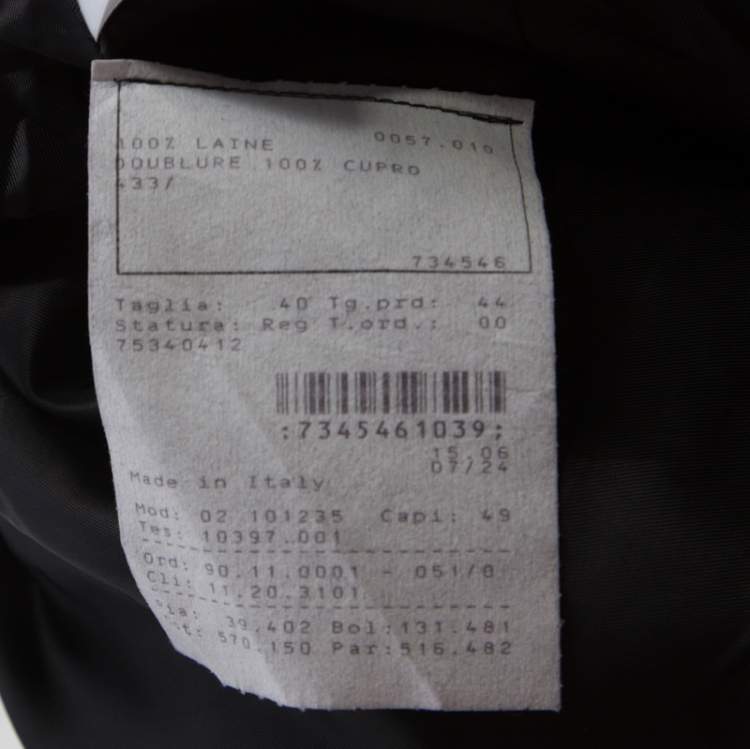 100% LAINE 0057.010
DOUBLURE 100% CUPRO
433/
734546
Taglia: 40 Tg.prd: 44
Statura: Reg T.ord.: 00
75340412
:7345461039;
15.06
07/24
Made in Italy
Mod: 02 101235 Capi: 49
Tes: 10397.001
Ord: 90.11.0001 - 051/0
Cli: 11.20.3101
39.402 Bol:131.481
570.150 Par:516.482